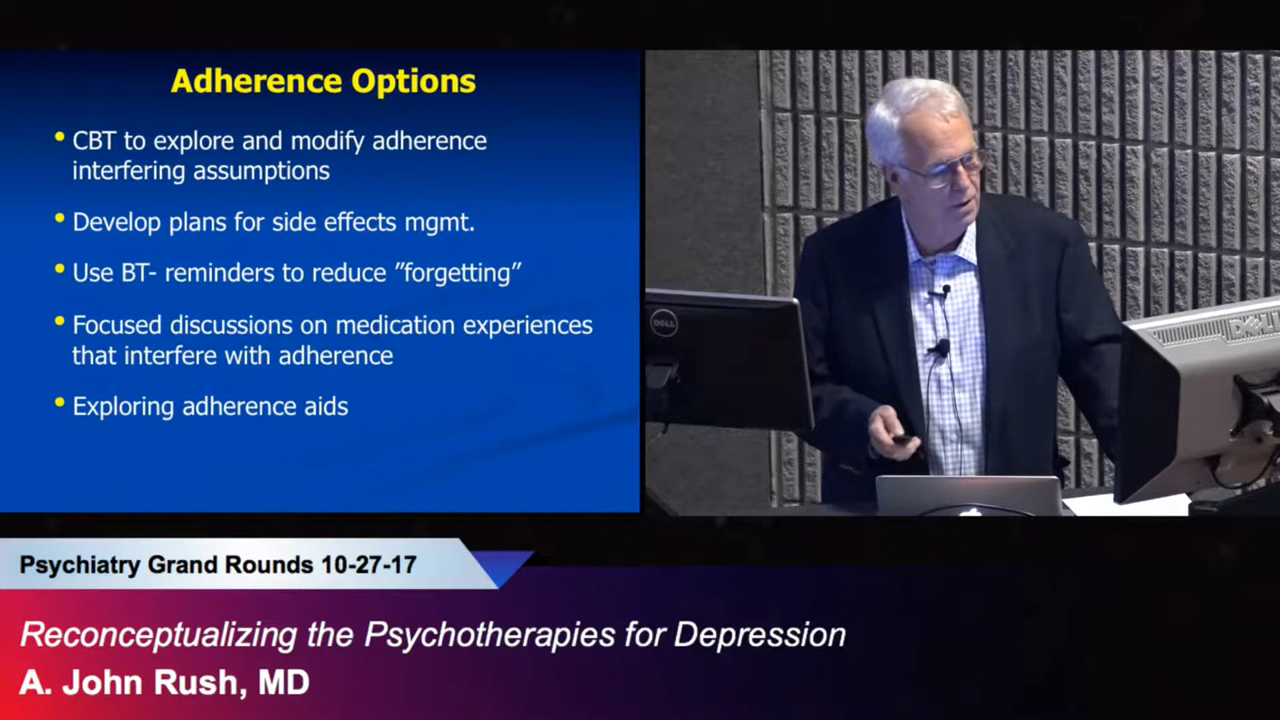 Adherence Options
• CBT to explore and modify adherence
interfering assumptions
• Develop plans for side effects mgmt.
• Use BT- reminders to reduce ”forgetting”
• Focused discussions on medication experiences
that interfere with adherence
• Exploring adherence aids
DELL
DELL
Psychiatry Grand Rounds 10-27-17
Reconceptualizing the Psychotherapies for Depression
A. John Rush, MD